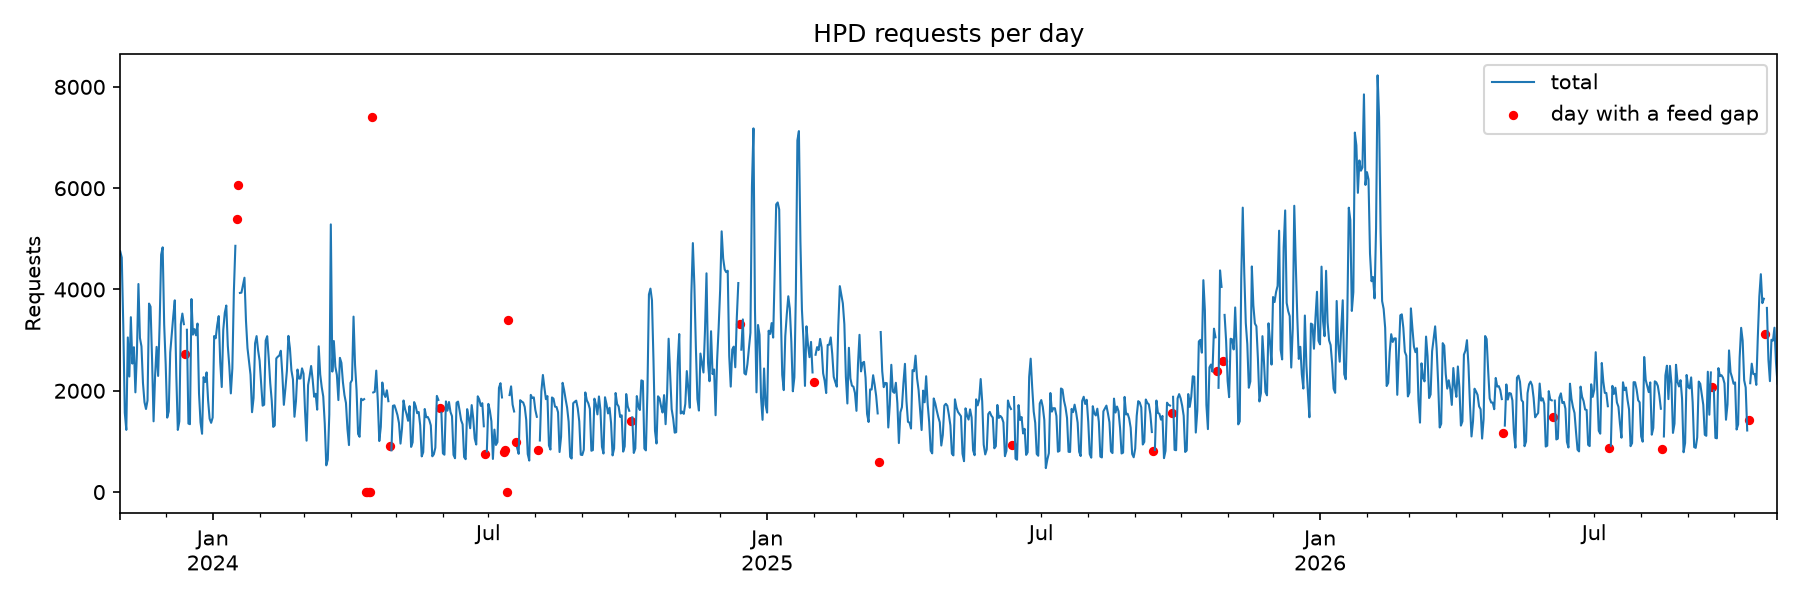 HPD requests per day
Requests
8000
6000
4000
2000
0
total
day with a feed gap
Jan
2024
Jul
Jan
2025
Jul
Jan
2026
Jul